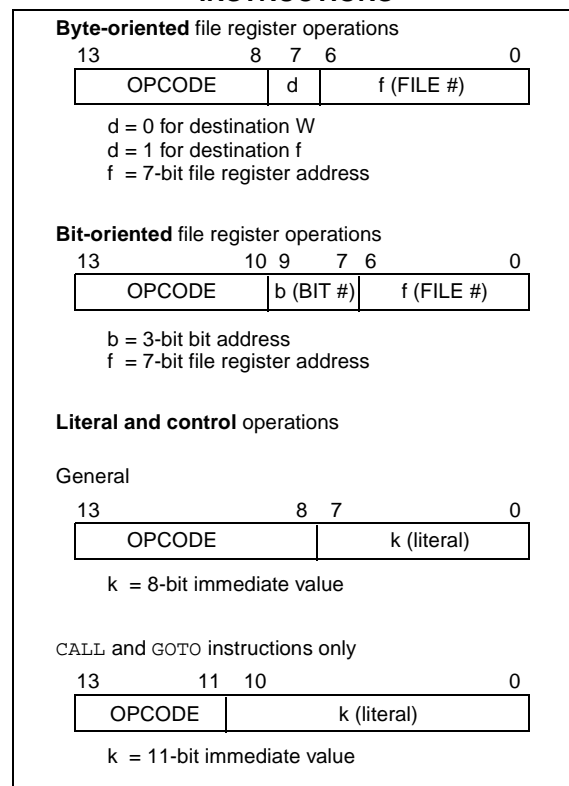 Byte-oriented file register operations
13 8 7 6 0
OPCODE d f (FILE #)
d = 0 for destination W
d = 1 for destination f
f = 7-bit file register address
Bit-oriented file register operations
13 10 9 7 6 0
OPCODE b (BIT #) f (FILE #)
b = 3-bit bit address
f = 7-bit file register address
Literal and control operations
General
13 8 7 0
OPCODE k (literal)
k = 8-bit immediate value
CALL and GOTO instructions only
13 11 10 0
OPCODE k (literal)
k = 11-bit immediate value